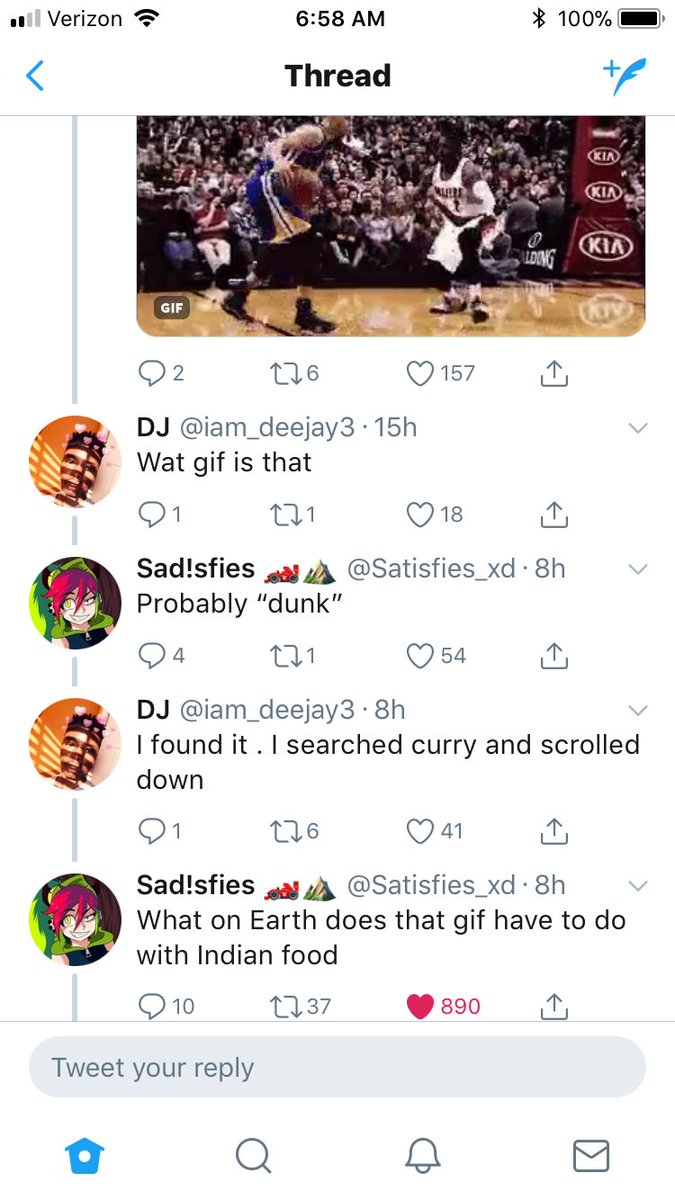 Verizon 6:58 AM 100%
Thread
KIA
KIA
KIA
GIF
2 6 157
DJ @iam_deejay3 · 15h
Wat gif is that
1 1 18
Sad!sfies 🏎️⛰️ @Satisfies_xd · 8h
Probably “dunk”
4 1 54
DJ @iam_deejay3 · 8h
I found it . I searched curry and scrolled
down
1 6 41
Sad!sfies 🏎️⛰️ @Satisfies_xd · 8h
What on Earth does that gif have to do
with Indian food
10 37 890
Tweet your reply